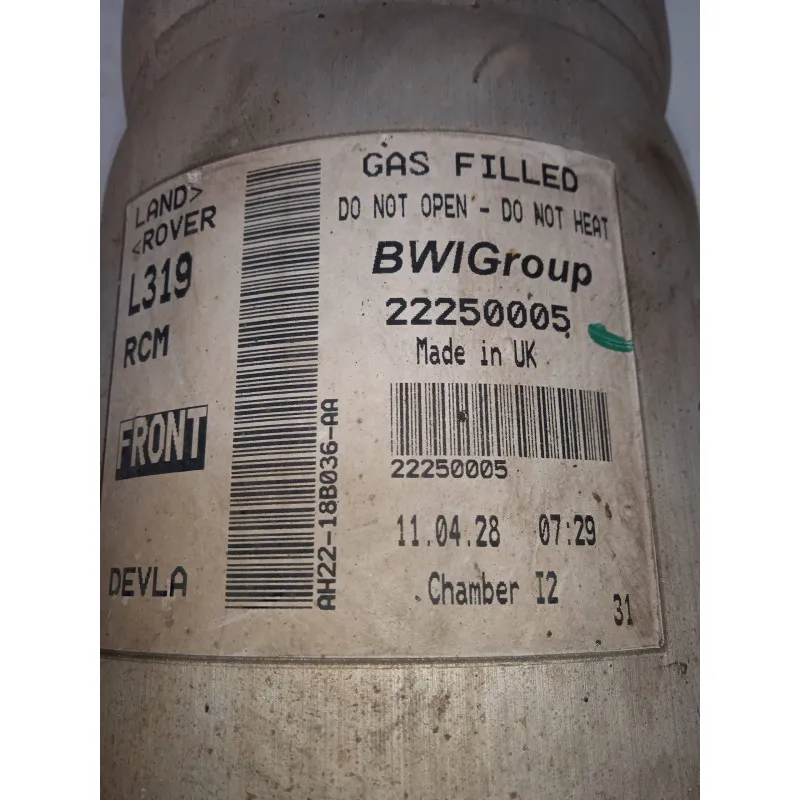 LAND>
<ROVER
L319
RCM
FRONT
DEVLA
AH22-18B036-AA
GAS FILLED
DO NOT OPEN - DO NOT HEAT
BWIGroup
22250005
Made in UK
22250005
11.04.28 07:29
Chamber I2
31